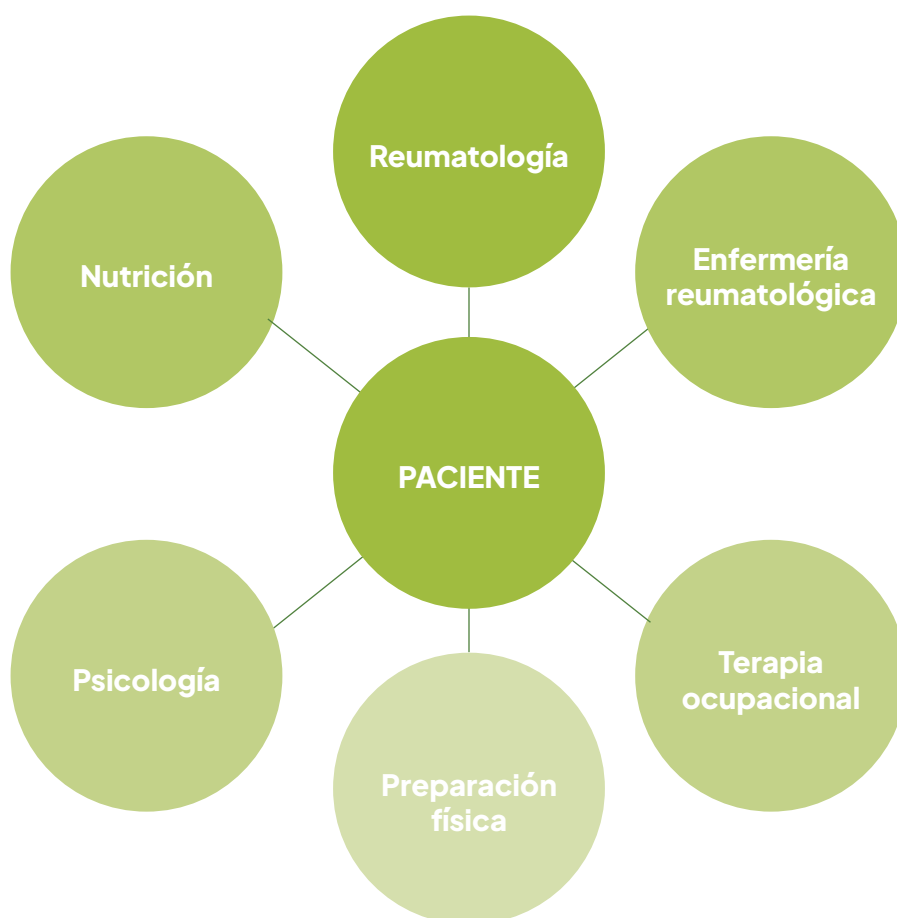 Reumatología
Nutrición
Enfermería
reumatológica
PACIENTE
Psicología
Terapia
ocupacional
Preparación
física